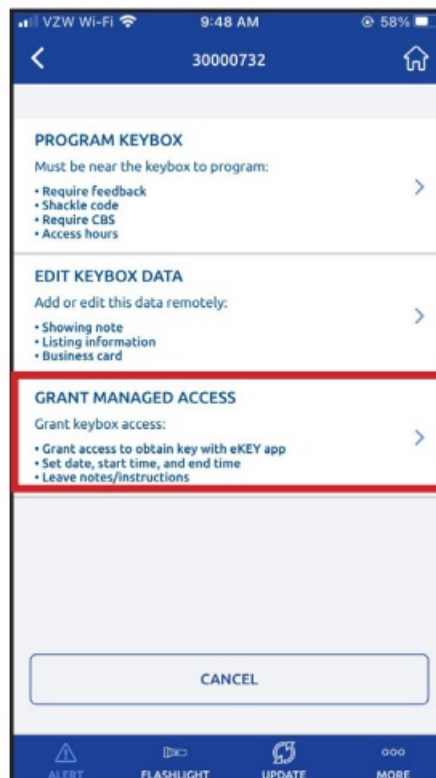 VZW Wi-Fi 9:48 AM 58%
30000732
PROGRAM KEYBOX
Must be near the keybox to program:
• Require feedback
• Shackle code
• Require CBS
• Access hours
EDIT KEYBOX DATA
Add or edit this data remotely:
• Showing note
• Listing information
• Business card
GRANT MANAGED ACCESS
Grant keybox access:
• Grant access to obtain key with eKEY app
• Set date, start time, and end time
• Leave notes/instructions
CANCEL
ALERT FLASHLIGHT UPDATE MORE